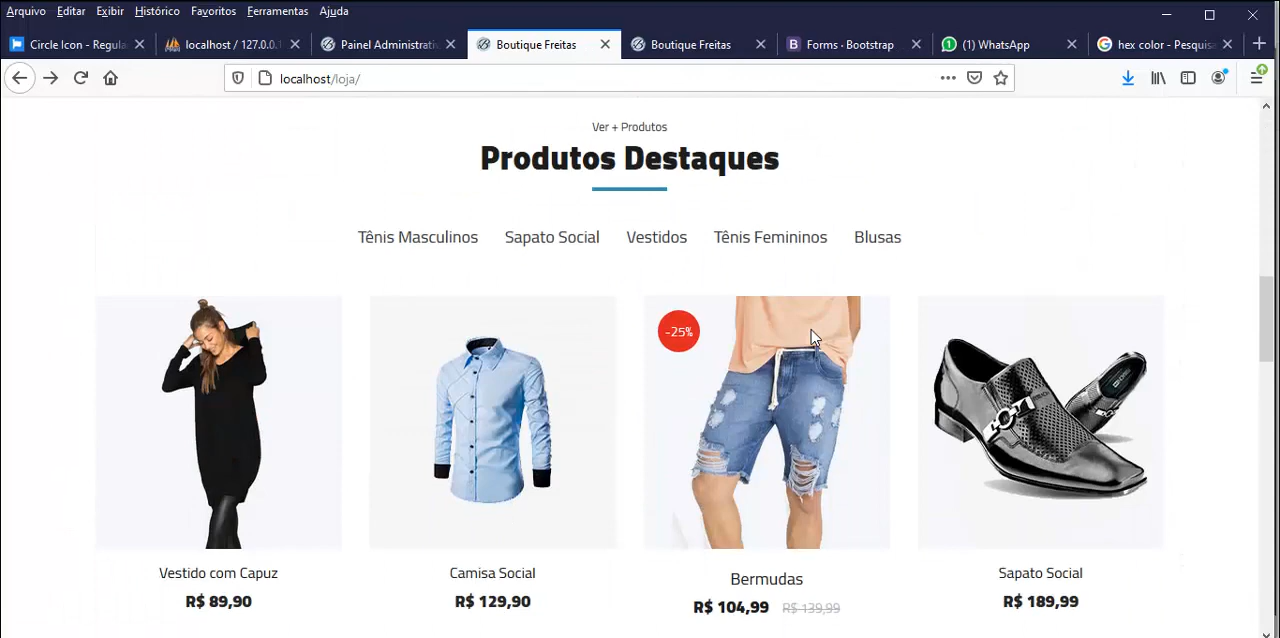 Arquivo Editar Exibir Histórico Favoritos Ferramentas Ajuda
Circle Icon - Regula localhost / 127.0.0. Painel Administrativ Boutique Freitas Boutique Freitas Forms · Bootstrap (1) WhatsApp hex color - Pesquisa
localhost/loja/
Ver + Produtos
Produtos Destaques
Tênis Masculinos Sapato Social Vestidos Tênis Femininos Blusas
-25%
Vestido com Capuz Camisa Social Bermudas Sapato Social
R$ 89,90 R$ 129,90 R$ 104,99 R$ 139,99 R$ 189,99